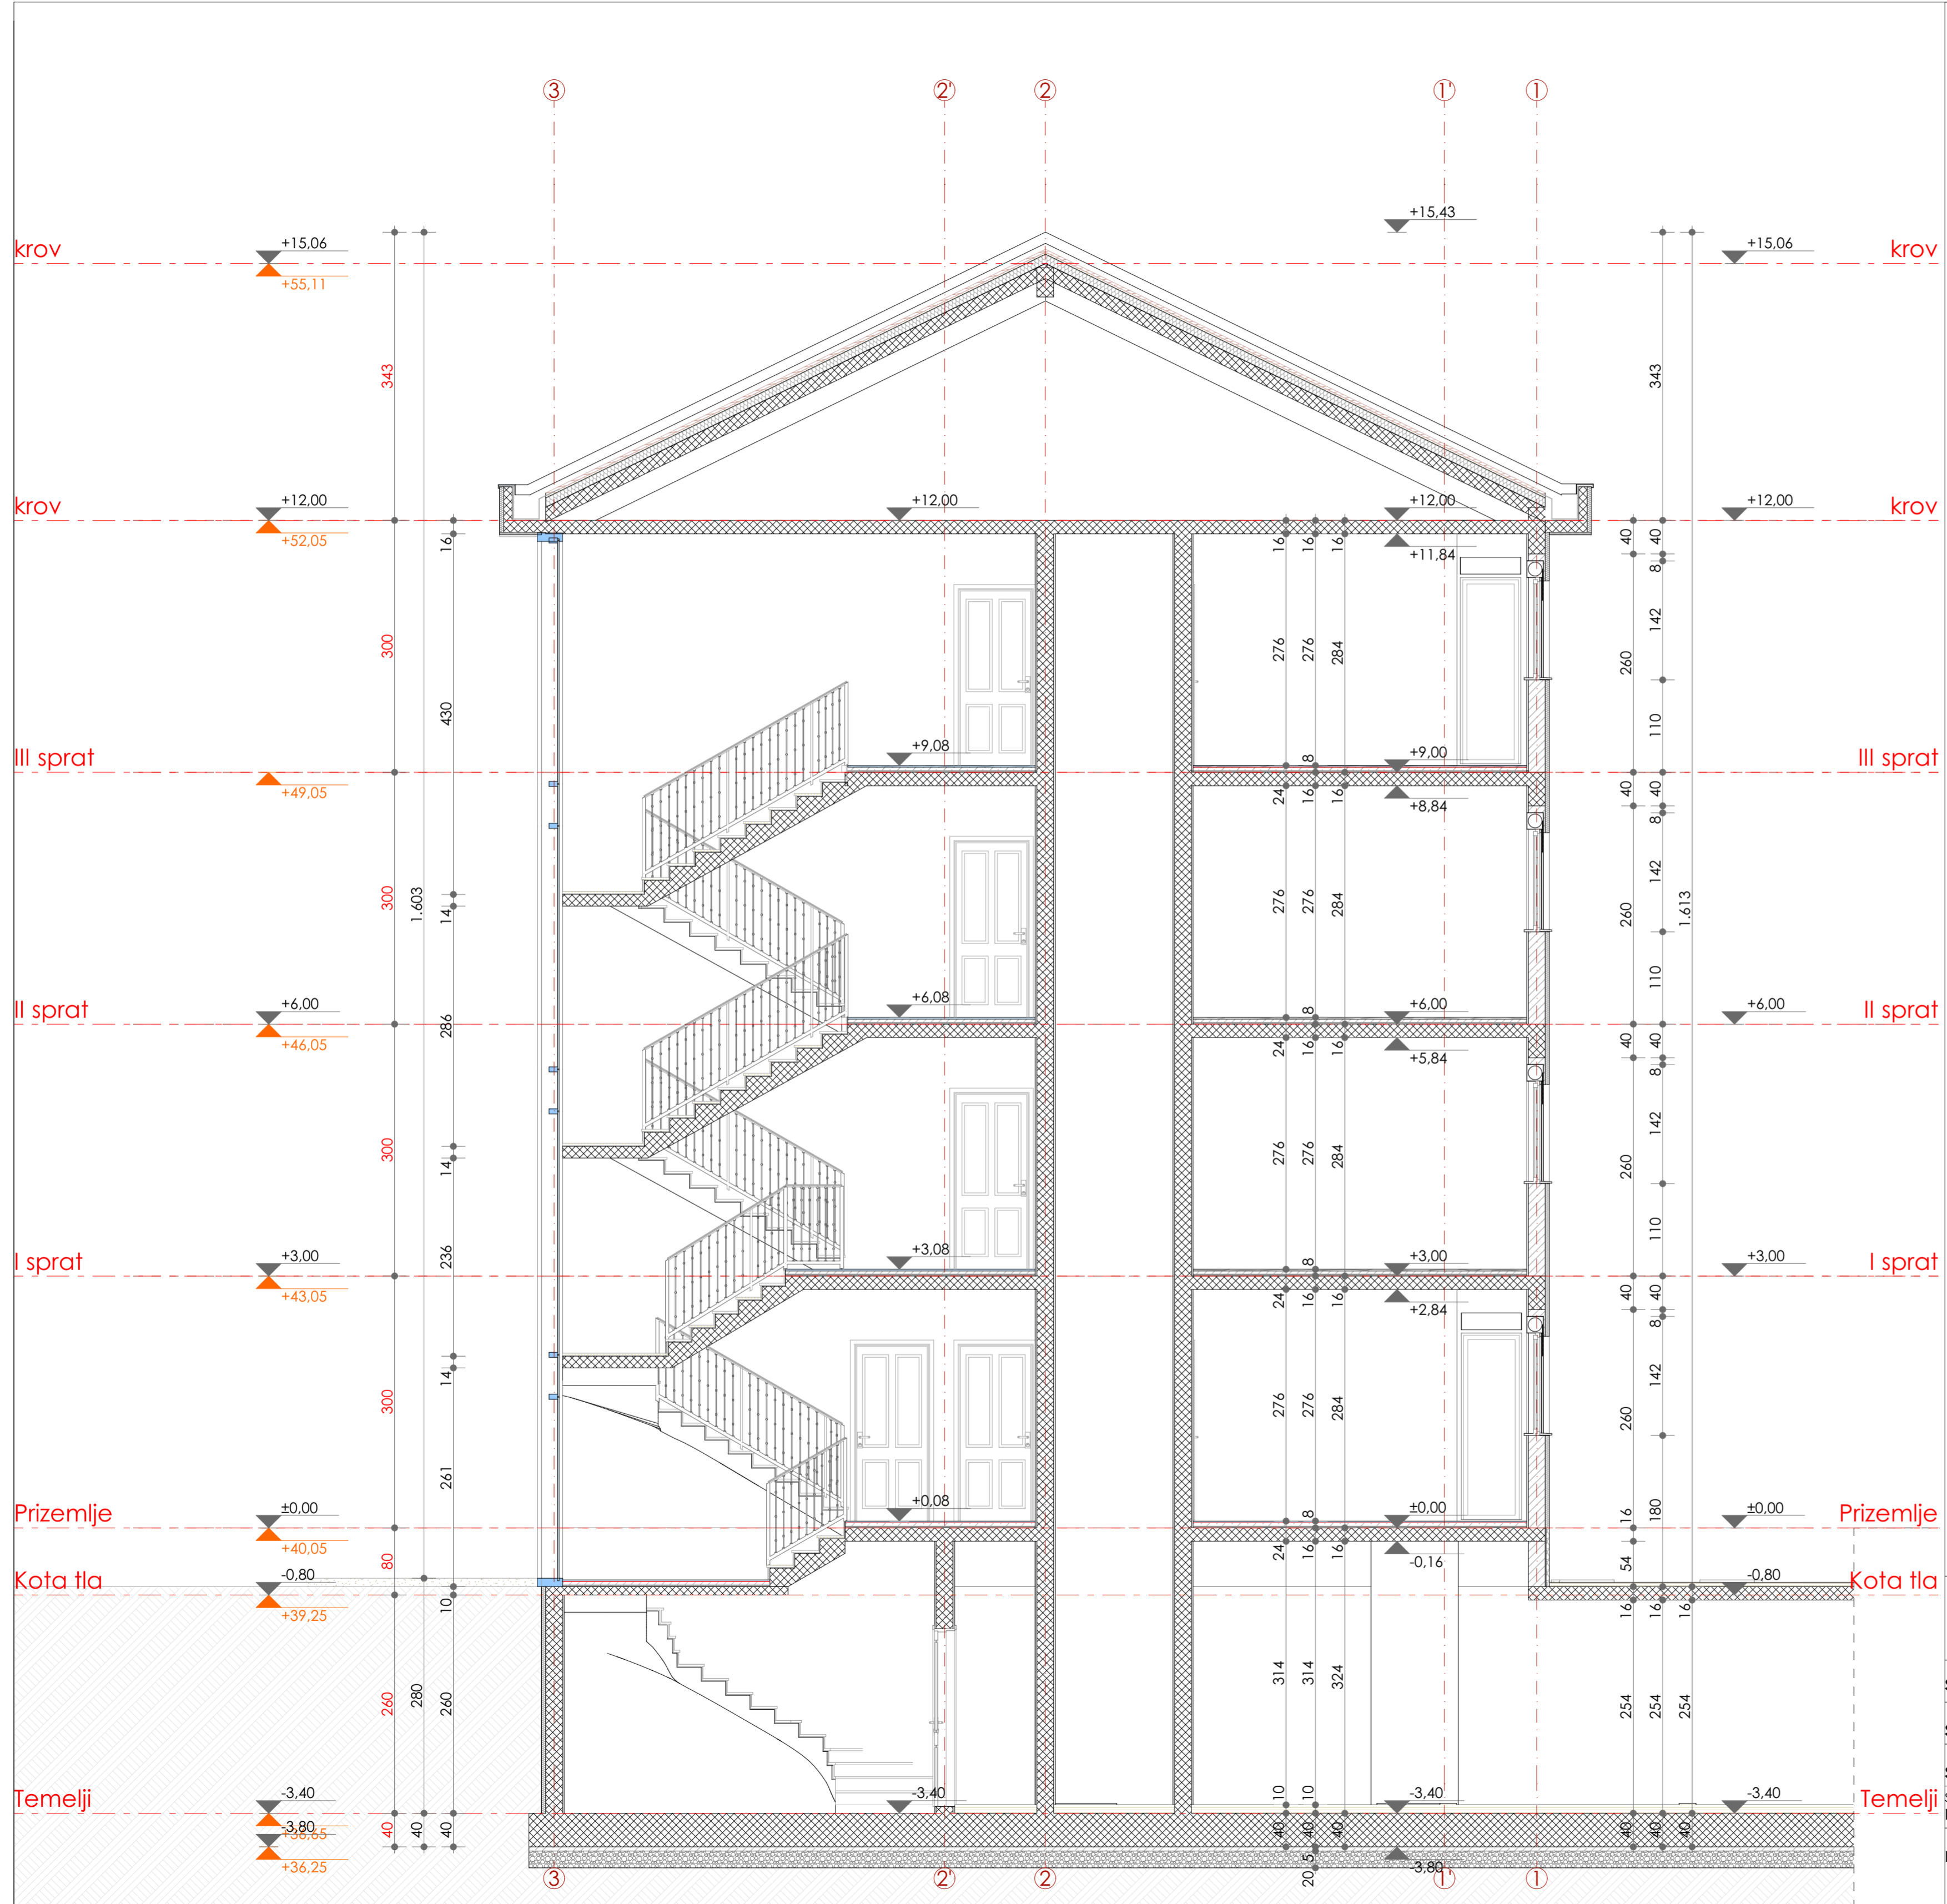 3 2' 2 1' 1
+15,43
krov +15,06 +15,06 krov
+55,11
343 343
krov +12,00 +12,00 +12,00 +12,00 krov
+52,05 +11,84
16 16 16 16 40 40
8
300 430 276 276 284 260 142
110
III sprat +9,08 8 +9,00 III sprat
+49,05 24 16 16 +8,84 40 40
8
300 1.603 14 276 276 284 260 142 1.613
110
II sprat +6,00 +6,08 8 +6,00 +6,00 II sprat
+46,05 286 24 16 16 +5,84 40 40
8
300 14 276 276 284 260 142
110
I sprat +3,00 236 +3,08 8 +3,00 +3,00 I sprat
+43,05 24 16 16 +2,84 40 40
8
300 14 276 276 284 260 142
261
Prizemlje ±0,00 +0,08 8 ±0,00 16 180 ±0,00 Prizemlje
+40,05 80 24 16 16 -0,16 54
Kota tla -0,80 -0,80 Kota tla
+39,25 10 16 16 16
260 280 260 314 314 324 254 254 254
Temelji -3,40 -3,40 10 10 -3,40 -3,40 Temelji
+36,65 40 40 40 40 40 40 40 40 40
-3,80
+36,25 20 5 -3,80
3 2' 2 1' 1